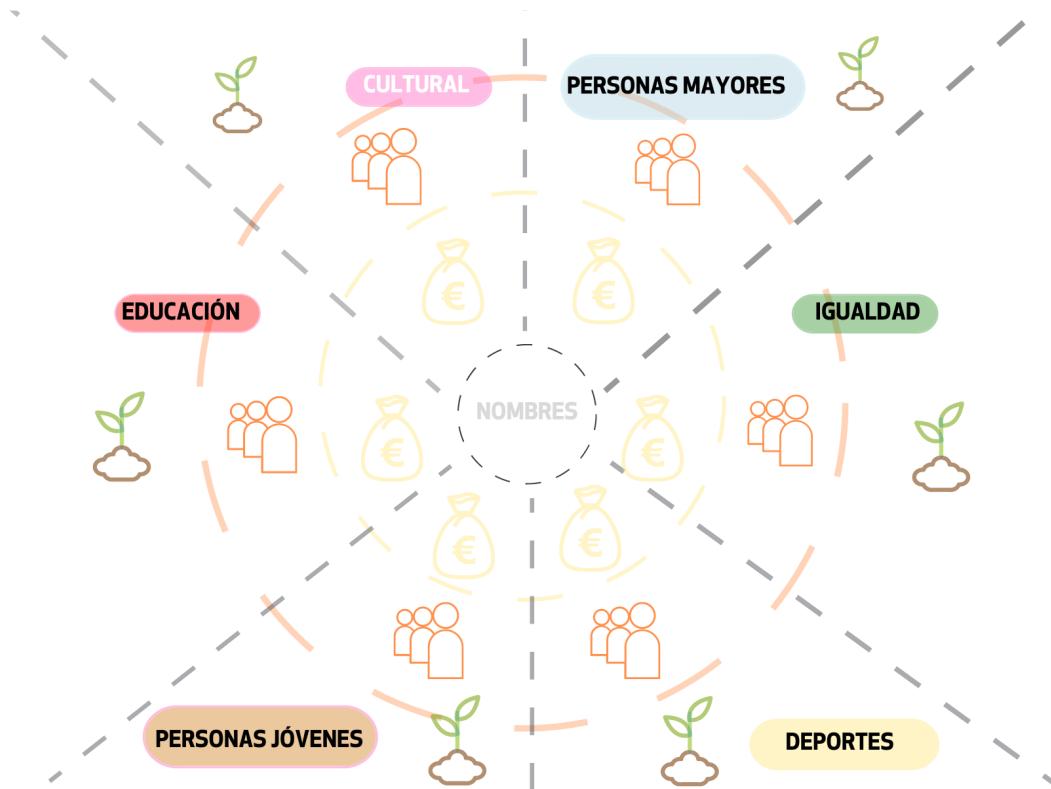 CULTURAL
PERSONAS MAYORES
€
€
EDUCACIÓN
IGUALDAD
NOMBRES
€
€
€
€
PERSONAS JÓVENES
DEPORTES